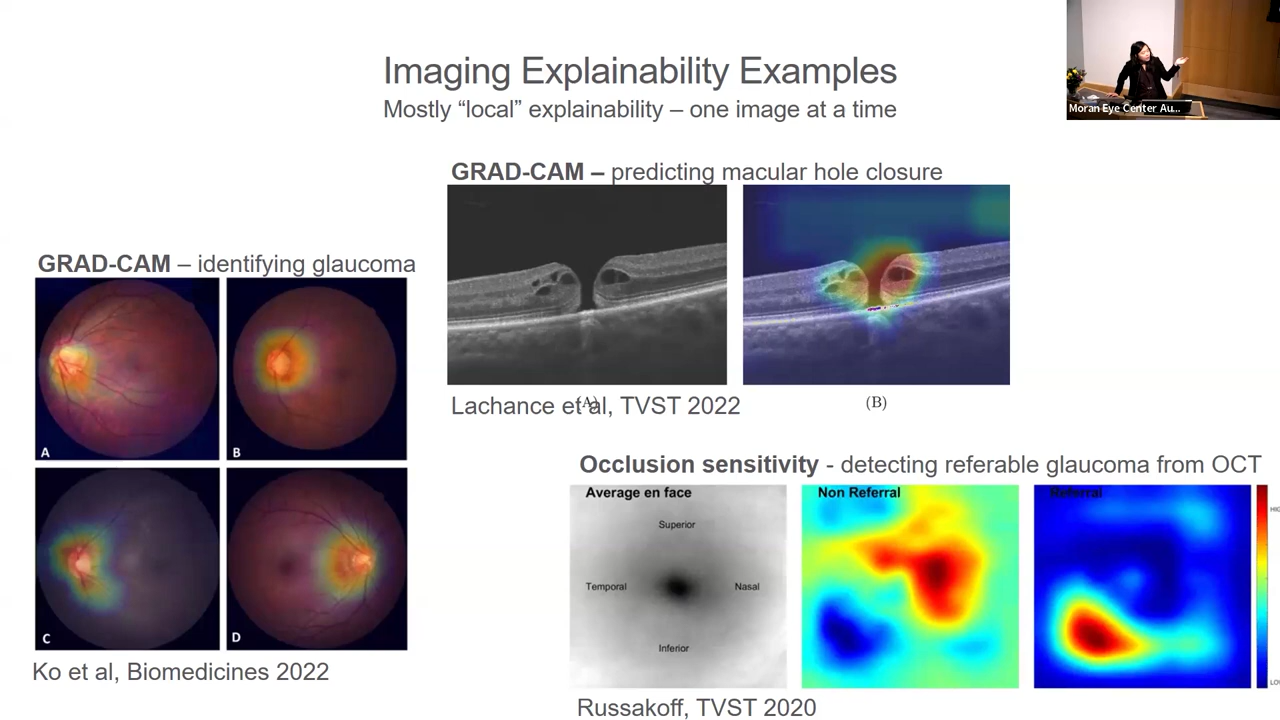 Imaging Explainability Examples
Mostly “local” explainability – one image at a time
Moran Eye Center Au...
GRAD-CAM – predicting macular hole closure
(A)
(B)
Lachance et al, TVST 2022
GRAD-CAM – identifying glaucoma
A
B
C
D
Ko et al, Biomedicines 2022
Occlusion sensitivity - detecting referable glaucoma from OCT
Average en face
Superior
Temporal
Nasal
Inferior
Non Referral
Referral
Russakoff, TVST 2020